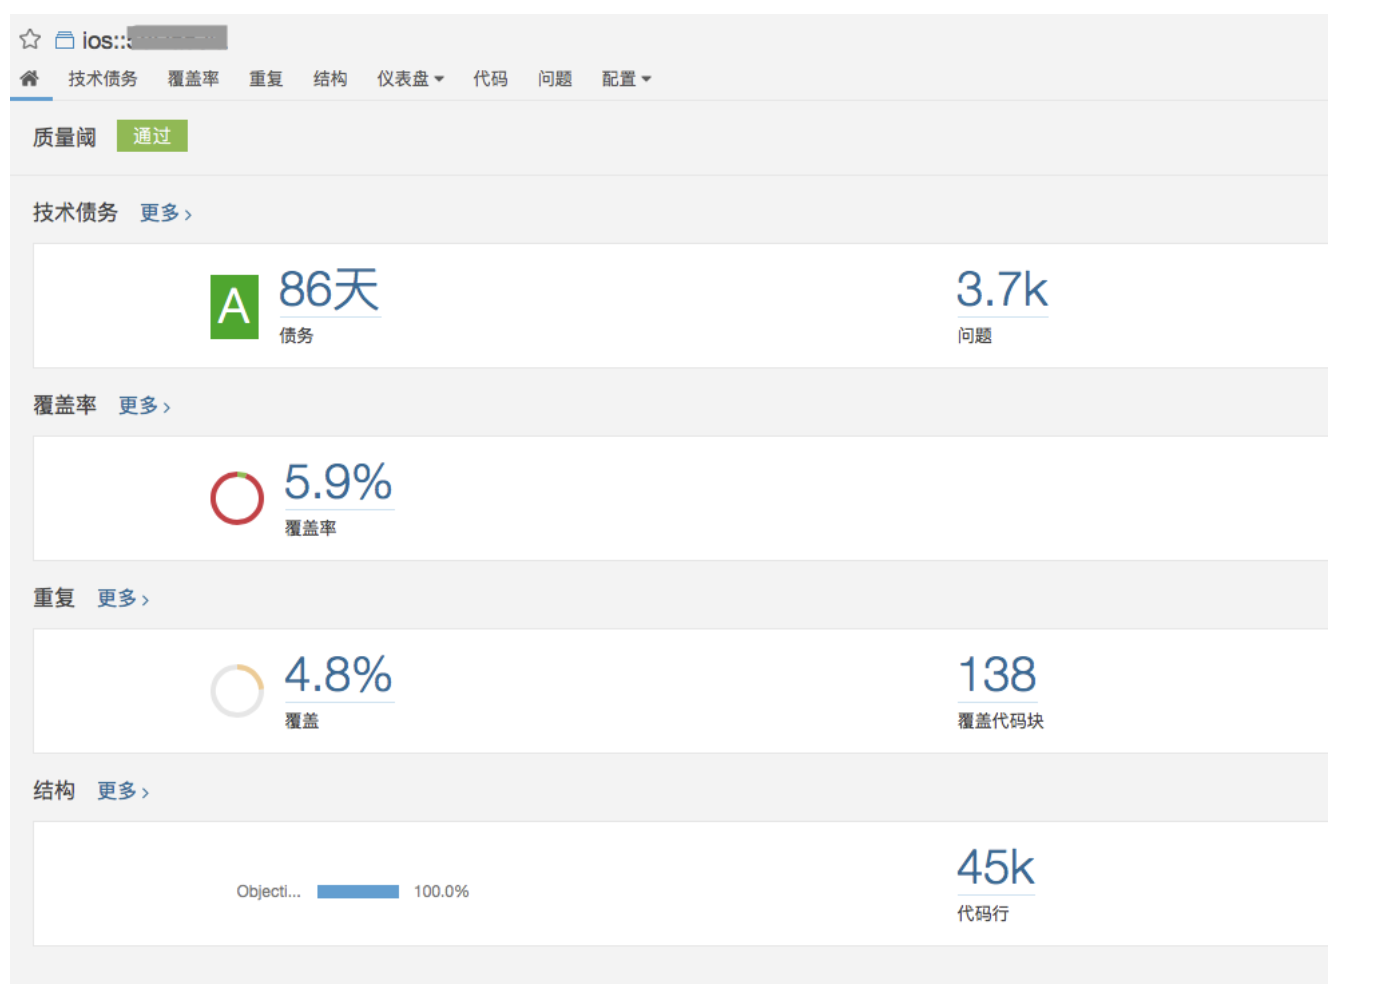 ios::
技术债务 覆盖率 重复 结构 仪表盘 代码 问题 配置
质量阈 通过
技术债务 更多
A 86天 3.7k
债务 问题
覆盖率 更多
5.9%
覆盖率
重复 更多
4.8% 138
覆盖 覆盖代码块
结构 更多
45k
Objecti... 100.0%
代码行